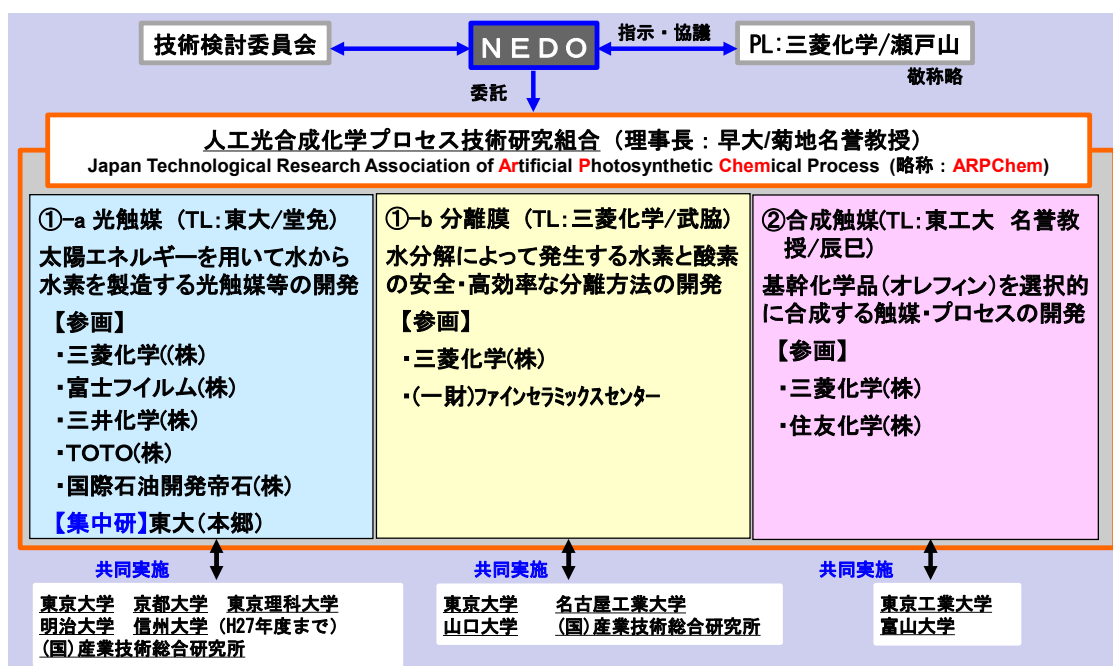 技術検討委員会
NEDO
指示・協議
PL:三菱化学/瀬戸山
敬称略
委託
人工光合成化学プロセス技術研究組合（理事長：早大/菊地名誉教授）
Japan Technological Research Association of Artificial Photosynthetic Chemical Process (略称：ARPChem)
①-a 光触媒（TL:東大/堂免）
太陽エネルギーを用いて水から
水素を製造する光触媒等の開発
【参画】
・三菱化学((株)
・富士フイルム(株)
・三井化学(株)
・TOTO(株)
・国際石油開発帝石(株)
【集中研】東大（本郷）
①-b 分離膜（TL:三菱化学/武脇）
水分解によって発生する水素と酸素
の安全・高効率な分離方法の開発
【参画】
・三菱化学(株)
・(一財)ファインセラミックスセンター
②合成触媒(TL:東工大 名誉教
授/辰巳）
基幹化学品(オレフィン)を選択的
に合成する触媒・プロセスの開発
【参画】
・三菱化学(株)
・住友化学(株)
共同実施
東京大学 京都大学 東京理科大学
明治大学 信州大学（H27年度まで）
(国)産業技術総合研究所
共同実施
東京大学 名古屋工業大学
山口大学 (国)産業技術総合研究所
共同実施
東京工業大学
富山大学